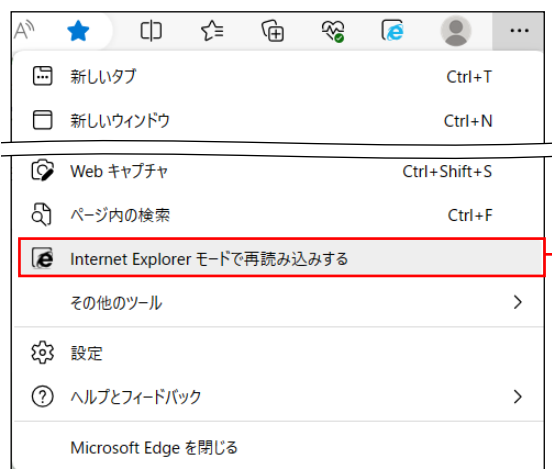 A
新しいタブ Ctrl+T
新しいウィンドウ Ctrl+N
Web キャプチャ Ctrl+Shift+S
ページ内の検索 Ctrl+F
Internet Explorer モードで再読み込みする
その他のツール
設定
ヘルプとフィードバック
Microsoft Edge を閉じる